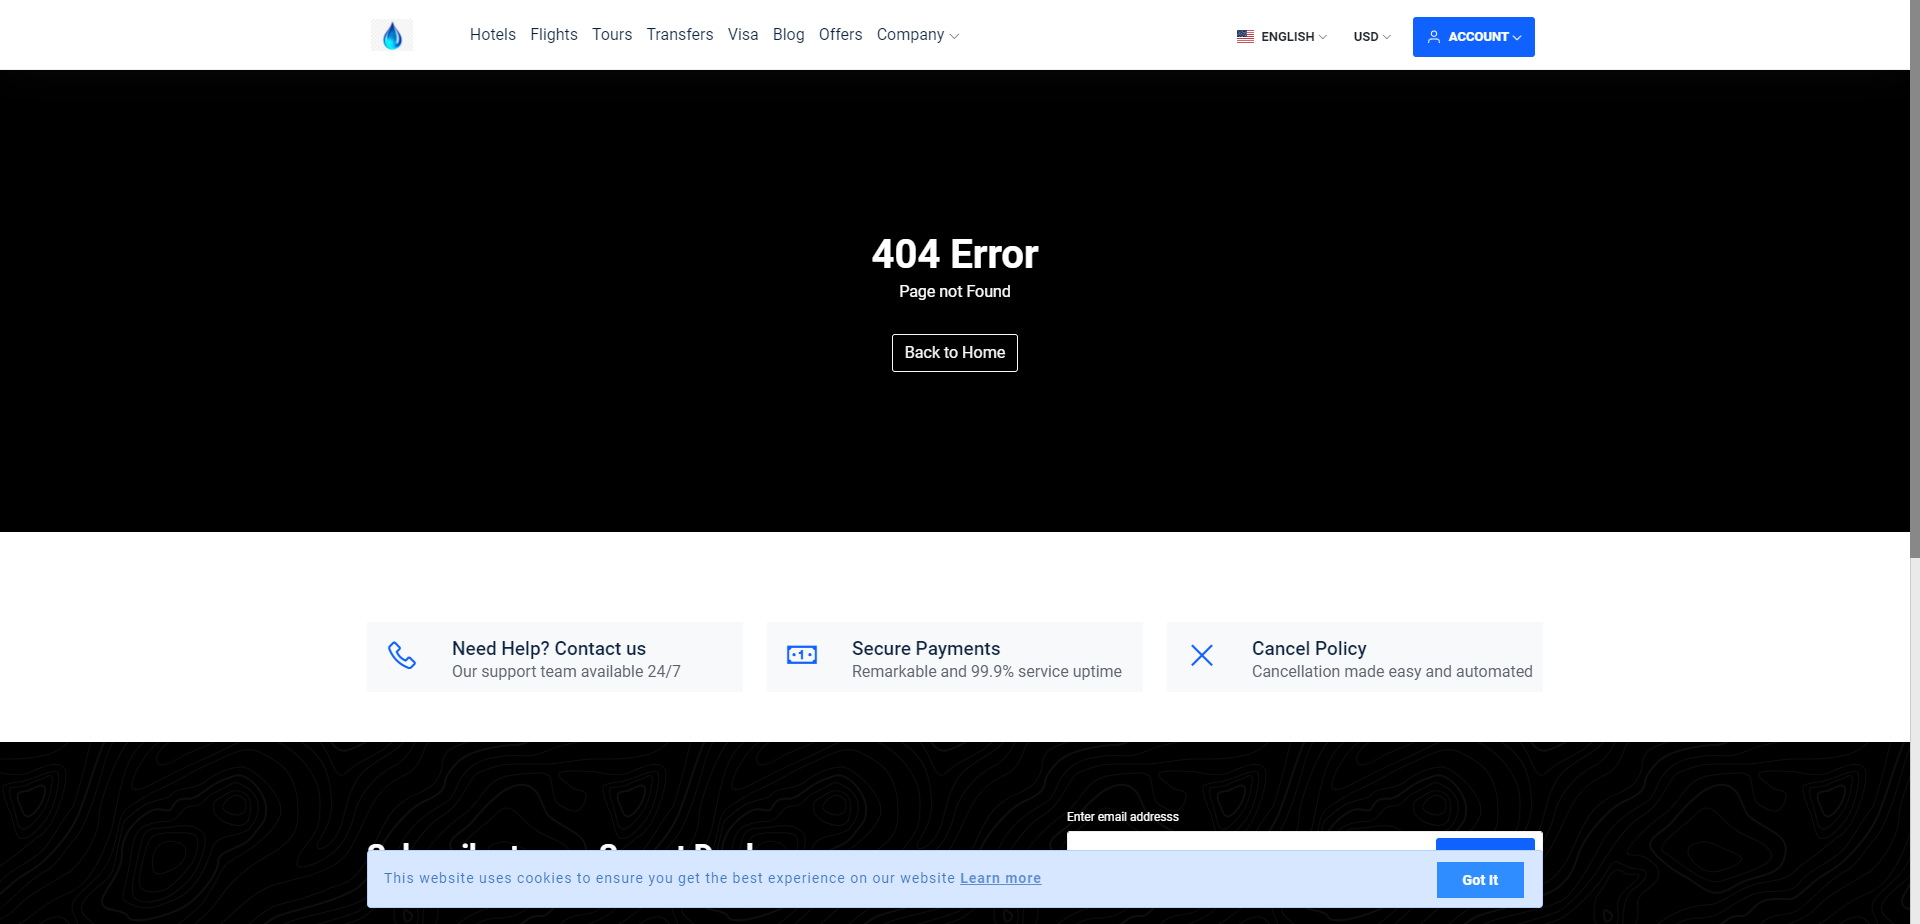 Hotels Flights Tours Transfers Visa Blog Offers Company ENGLISH USD ACCOUNT
404 Error
Page not Found
Back to Home
Need Help? Contact us
Our support team available 24/7
Secure Payments
Remarkable and 99.9% service uptime
Cancel Policy
Cancellation made easy and automated
Enter email addresss
This website uses cookies to ensure you get the best experience on our website Learn more
Got It